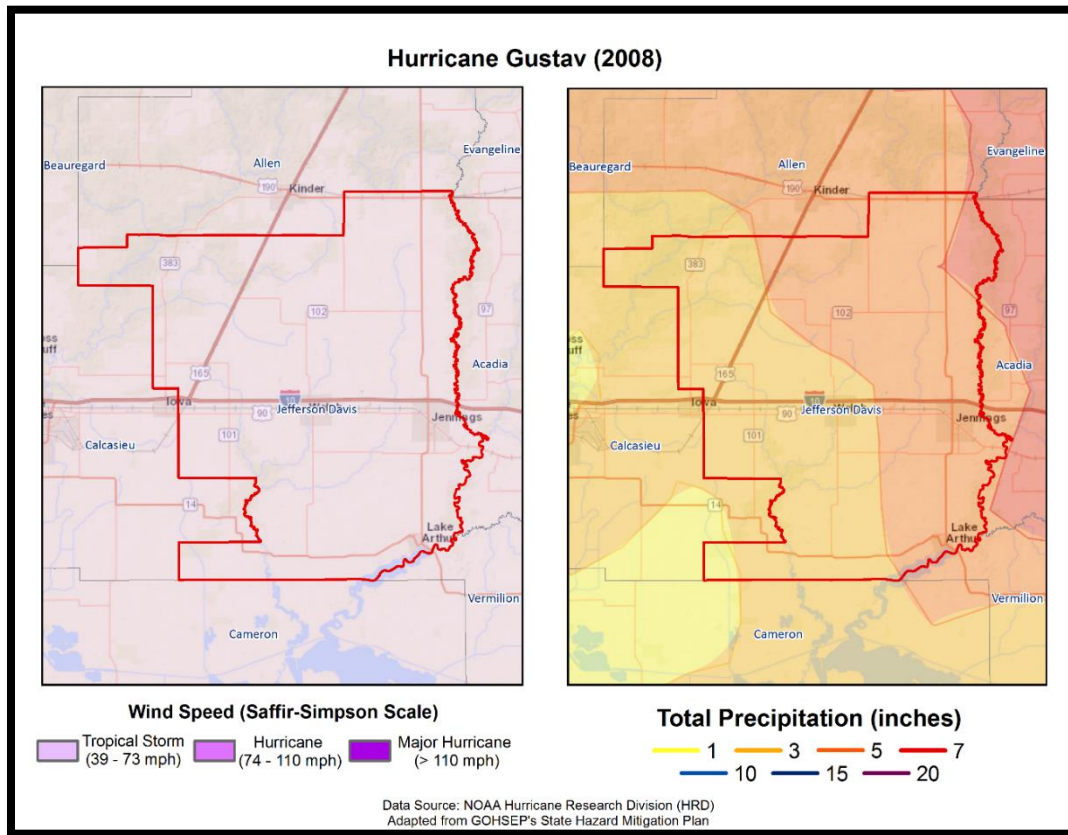 Hurricane Gustav (2008)
Beauregard
Allen
Evangeline
190
Kinder
383
97
102
Acadia
165
Iowa
10
90
Jefferson Davis
Jennings
101
Calcasieu
14
Lake
Arthur
Vermilion
Cameron
Beauregard
Allen
Evangeline
190
Kinder
383
97
102
Acadia
165
Iowa
10
90
Jefferson Davis
Jennings
101
Calcasieu
14
Lake
Arthur
Vermilion
Cameron
Wind Speed (Saffir-Simpson Scale)
Tropical Storm
(39 - 73 mph)
Hurricane
(74 - 110 mph)
Major Hurricane
(> 110 mph)
Total Precipitation (inches)
1 3 5 7
10 15 20
Data Source: NOAA Hurricane Research Division (HRD)
Adapted from GOHSEP's State Hazard Mitigation Plan